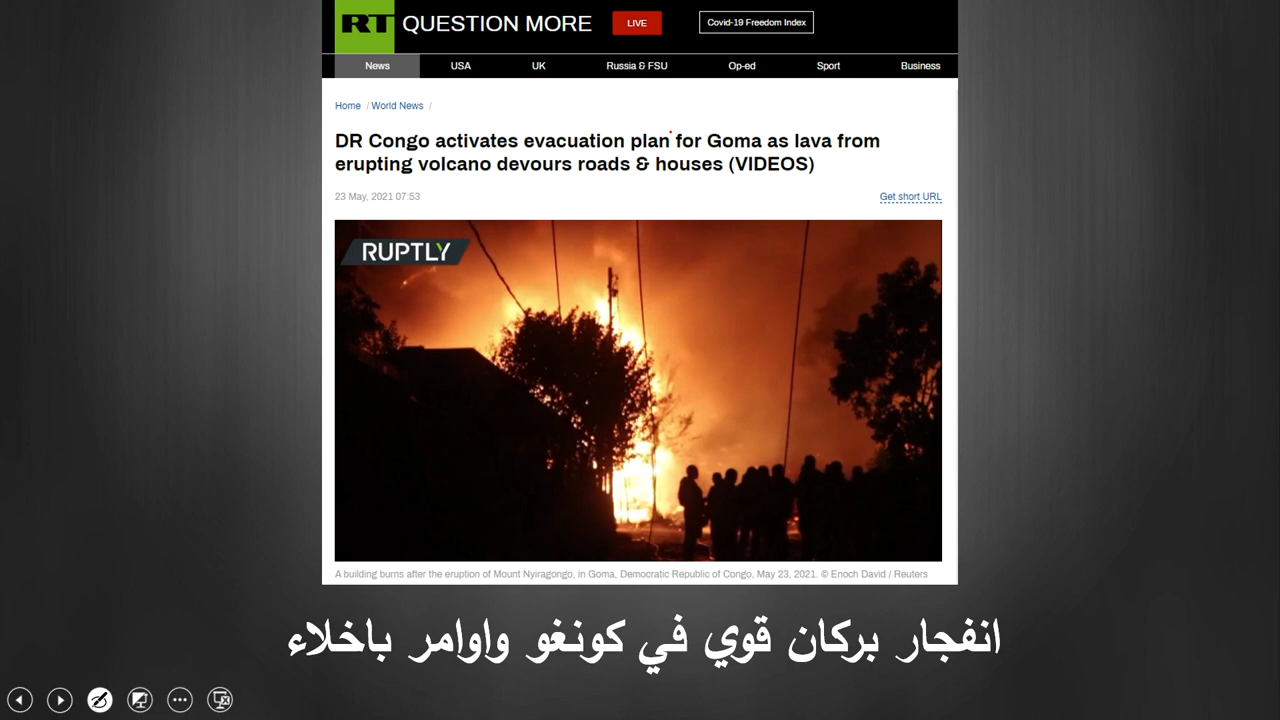 RT QUESTION MORE LIVE Covid-19 Freedom Index
News USA UK Russia & FSU Op-ed Sport Business
Home / World News /
DR Congo activates evacuation plan for Goma as lava from
erupting volcano devours roads & houses (VIDEOS)
23 May, 2021 07:53 Get short URL
RUPTLY
A building burns after the eruption of Mount Nyiragongo, in Goma, Democratic Republic of Congo, May 23, 2021. © Enoch David / Reuters
انفجار بركان قوي في كونغو واوامر باخلاء